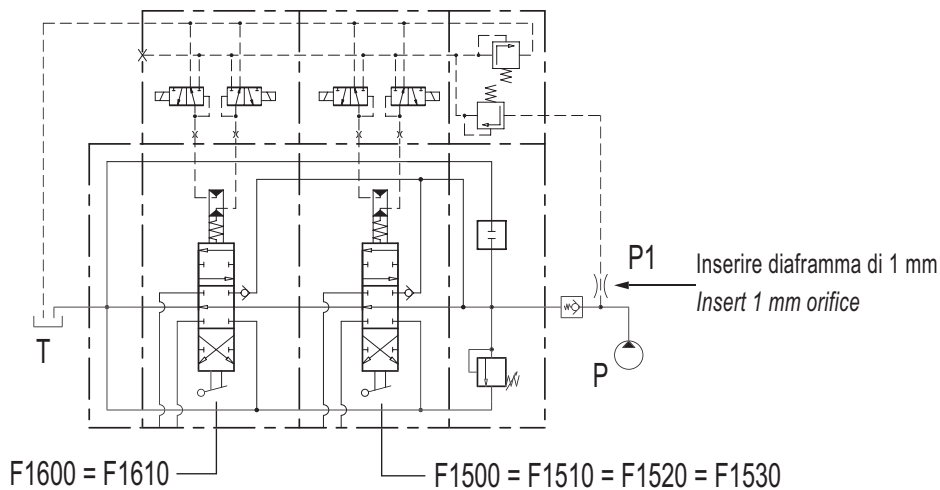 P1
Inserire diaframma di 1 mm
Insert 1 mm orifice
T
P
F1600 = F1610
F1500 = F1510 = F1520 = F1530